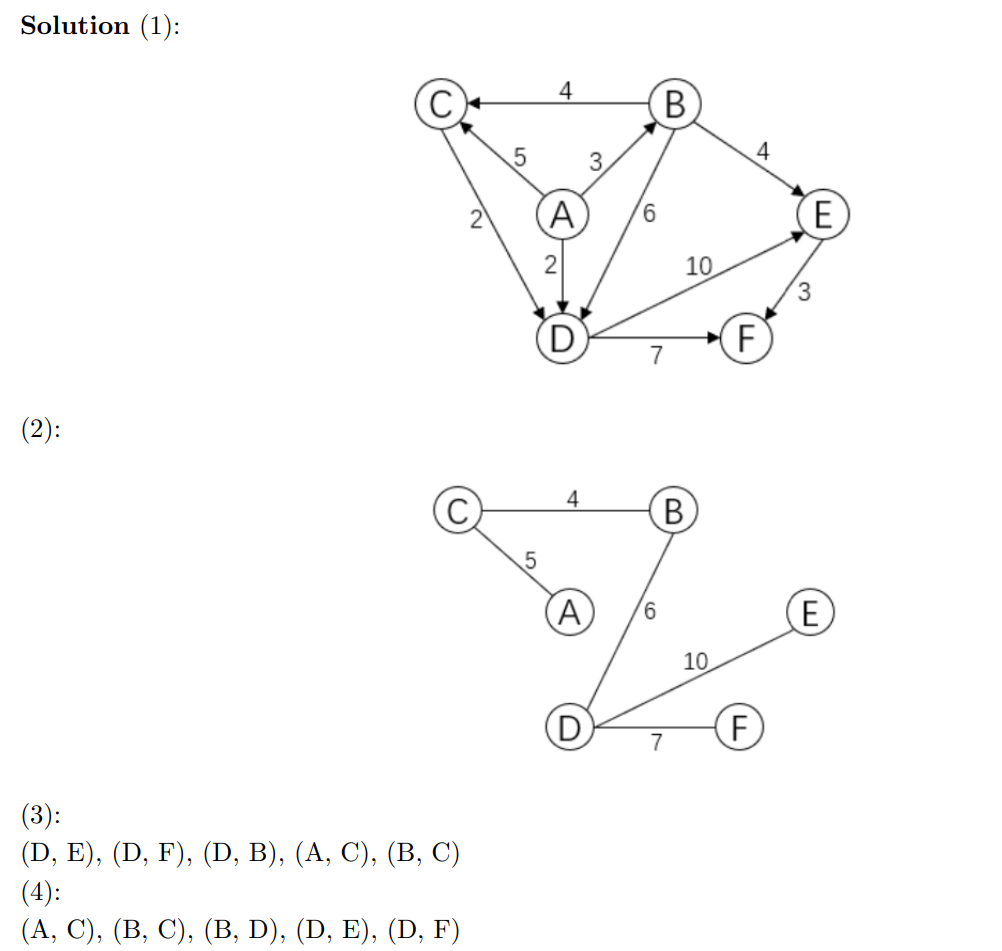 Solution (1):
4
C
B
5
3
4
A
6
E
2
2
10
3
D
F
7
(2):
4
C
B
5
A
6
E
10
D
F
7
(3):
(D, E), (D, F), (D, B), (A, C), (B, C)
(4):
(A, C), (B, C), (B, D), (D, E), (D, F)